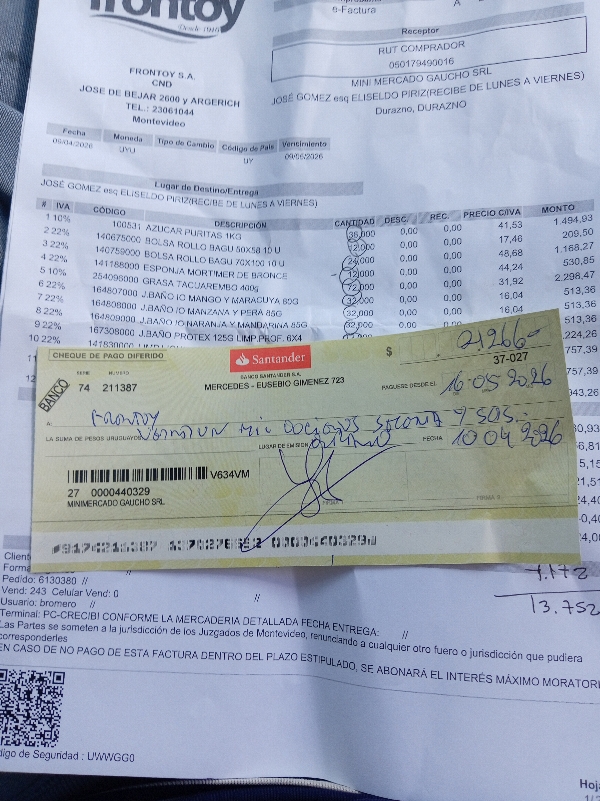 frontoy
Desde 1940
e-Factura
A
Receptor
RUT COMPRADOR
050179490016
MINI MERCADO GAUCHO SRL
JOSÉ GOMEZ esq ELISELDO PIRIZ(RECIBE DE LUNES A VIERNES)
Durazno, DURAZNO
FRONTOY S.A.
CND
JOSE DE BEJAR 2600 y ARGERICH
TEL.: 23061044
Montevideo
Fecha Moneda Tipo de Cambio Código de País Vencimiento
09/04/2026 UYU UY 09/05/2026
Lugar de Destino/Entrega
JOSÉ GOMEZ esq ELISELDO PIRIZ(RECIBE DE LUNES A VIERNES)
# IVA CÓDIGO DESCRIPCIÓN CANTIDAD DESC. REC. PRECIO C/IVA MONTO
1 10% 100531 AZUCAR PURITAS 1KG 36,000 0,00 0,00 41,53 1 494,93
2 22% 140675000 BOLSA ROLLO BAGU 50X58 10 U 12,000 0,00 0,00 17,46 209,50
3 22% 140759000 BOLSA ROLLO BAGU 70X100 10 U 24,000 0,00 0,00 48,68 1.168,27
4 22% 141188000 ESPONJA MORTIMER DE BRONCE 12,000 0,00 0,00 44,24 530,85
5 10% 254096000 GRASA TACUAREMBO 400g 72,000 0,00 0,00 31,92 2.298,47
6 22% 164807000 J.BAÑO IO MANGO Y MARACUYA 85G 32,000 0,00 0,00 16,04 513,36
7 22% 164808000 J.BAÑO IO MANZANA Y PERA 85G 32,000 0,00 0,00 16,04 513,36
8 22% 164809000 J.BAÑO IO NARANJA Y MANDARINA 85G 32,000 0,00 0,00 16,04 513,36
9 22% 167308000 J.BAÑO PROTEX 125G LIMP.PROF. 6X4
10 22%
CHEQUE DE PAGO DIFERIDO
Santander
BANCO SANTANDER S.A.
$ 21266-
37-027
BANCO
SERIE NUMERO
74 211387
MERCEDES - EUSEBIO GIMENEZ 723
PAGUESE DESDE EL 16-05 2026
A: FRONTOY
LA SUMA DE PESOS URUGUAYOS
LUGAR DE EMISION
FECHA 10 04 2026
V634VM
27 0000440329
MINIMERCADO GAUCHO SRL
FIRMA
FIRMA
Pedido: 6130380 //
Vend: 243 Celular Vend: 0 //
Usuario: bromero //
Terminal: PC-CRECIBI CONFORME LA MERCADERIA DETALLADA FECHA ENTREGA: //
Las Partes se someten a la jurisdicción de los Juzgados de Montevideo, renunciando a cualquier otro fuero o jurisdicción que pudiera
corresponderles
EN CASO DE NO PAGO DE ESTA FACTURA DENTRO DEL PLAZO ESTIPULADO, SE ABONARÁ EL INTERÉS MÁXIMO MORATORI
13.752
digo de Seguridad : UWWGG0
Hoja